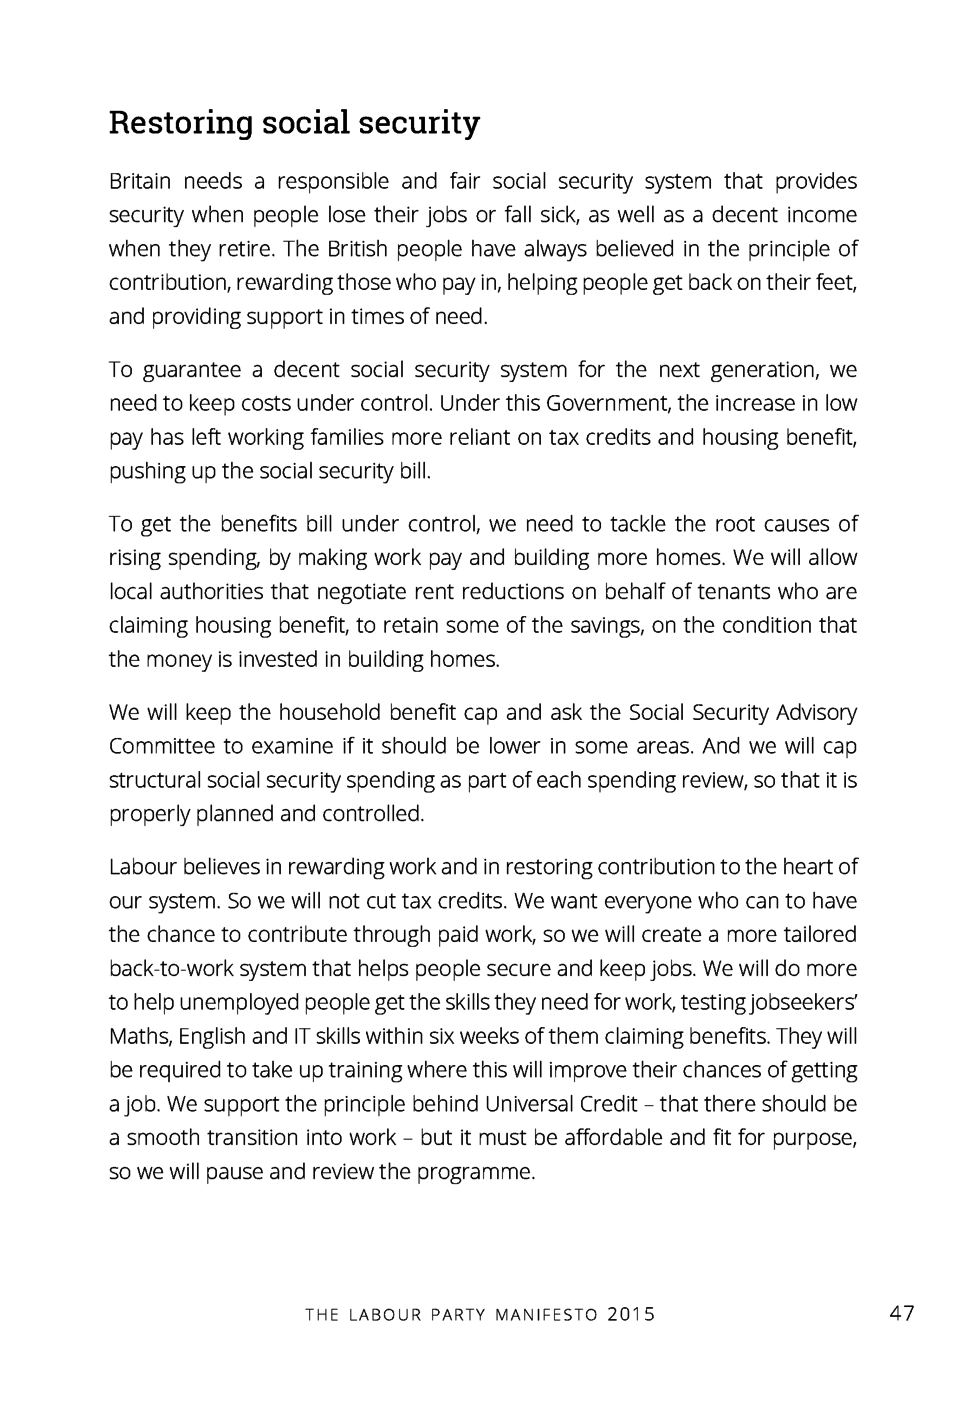 Restoring social security
Britain needs a responsible and fair social security system that provides
security when people lose their jobs or fall sick, as well as a decent income
when they retire. The British people have always believed in the principle of
contribution, rewarding those who pay in, helping people get back on their feet,
and providing support in times of need.
To guarantee a decent social security system for the next generation, we
need to keep costs under control. Under this Government, the increase in low
pay has left working families more reliant on tax credits and housing benefit,
pushing up the social security bill.
To get the benefits bill under control, we need to tackle the root causes of
rising spending, by making work pay and building more homes. We will allow
local authorities that negotiate rent reductions on behalf of tenants who are
claiming housing benefit, to retain some of the savings, on the condition that
the money is invested in building homes.
We will keep the household benefit cap and ask the Social Security Advisory
Committee to examine if it should be lower in some areas. And we will cap
structural social security spending as part of each spending review, so that it is
properly planned and controlled.
Labour believes in rewarding work and in restoring contribution to the heart of
our system. So we will not cut tax credits. We want everyone who can to have
the chance to contribute through paid work, so we will create a more tailored
back-to-work system that helps people secure and keep jobs. We will do more
to help unemployed people get the skills they need for work, testing jobseekers’
Maths, English and IT skills within six weeks of them claiming benefits. They will
be required to take up training where this will improve their chances of getting
a job. We support the principle behind Universal Credit – that there should be
a smooth transition into work – but it must be affordable and fit for purpose,
so we will pause and review the programme.
THE LABOUR PARTY MANIFESTO 2015 47